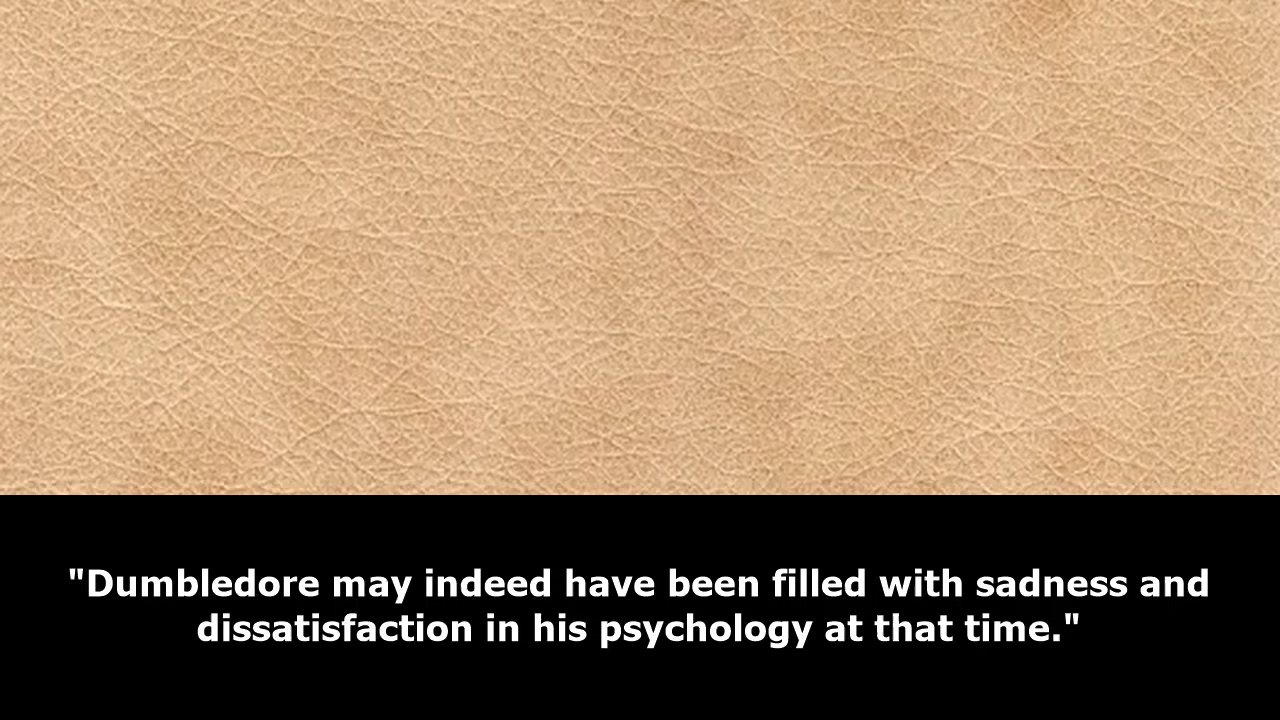 "Dumbledore may indeed have been filled with sadness and
dissatisfaction in his psychology at that time."